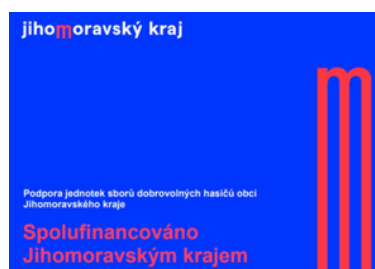 jihomoravský kraj
Podpora jednotek sborů dobrovolných hasičů obcí
Jihomoravského kraje
Spolufinancováno
Jihomoravským krajem